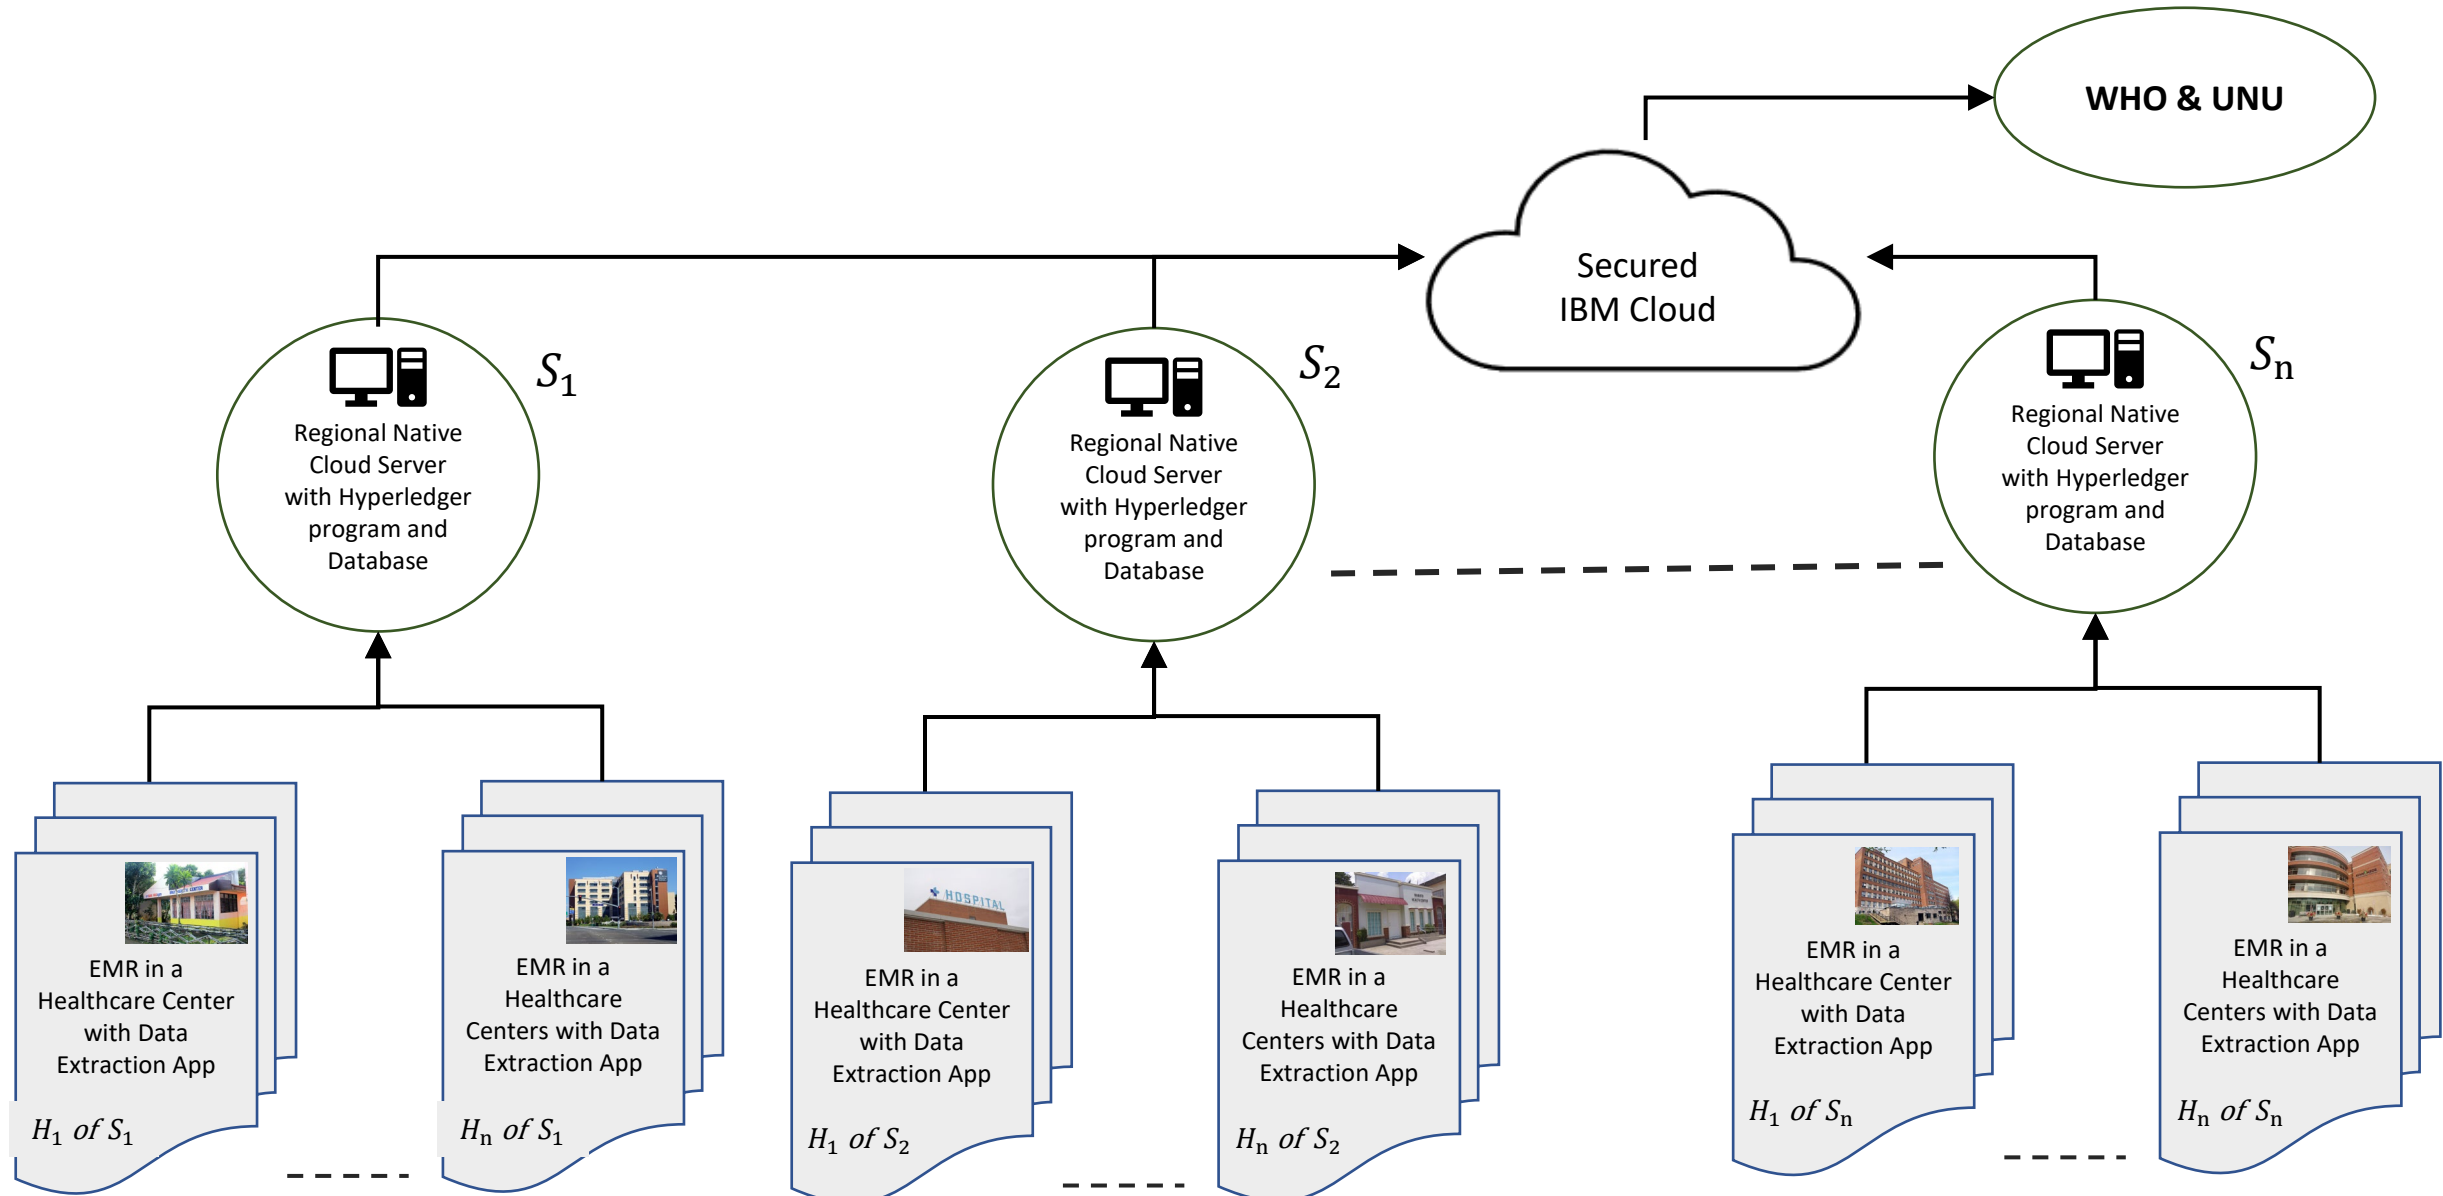 WHO & UNU
Secured
IBM Cloud
S₁
Regional Native
Cloud Server
with Hyperledger
program and
Database
S₂
Regional Native
Cloud Server
with Hyperledger
program and
Database
Sₙ
Regional Native
Cloud Server
with Hyperledger
program and
Database
EMR in a
Healthcare Center
with Data
Extraction App
H₁ of S₁
EMR in a
Healthcare
Centers with Data
Extraction App
Hₙ of S₁
HOSPITAL
EMR in a
Healthcare Center
with Data
Extraction App
H₁ of S₂
EMR in a
Healthcare
Centers with Data
Extraction App
Hₙ of S₂
EMR in a
Healthcare Center
with Data
Extraction App
H₁ of Sₙ
EMR in a
Healthcare
Centers with Data
Extraction App
Hₙ of Sₙ